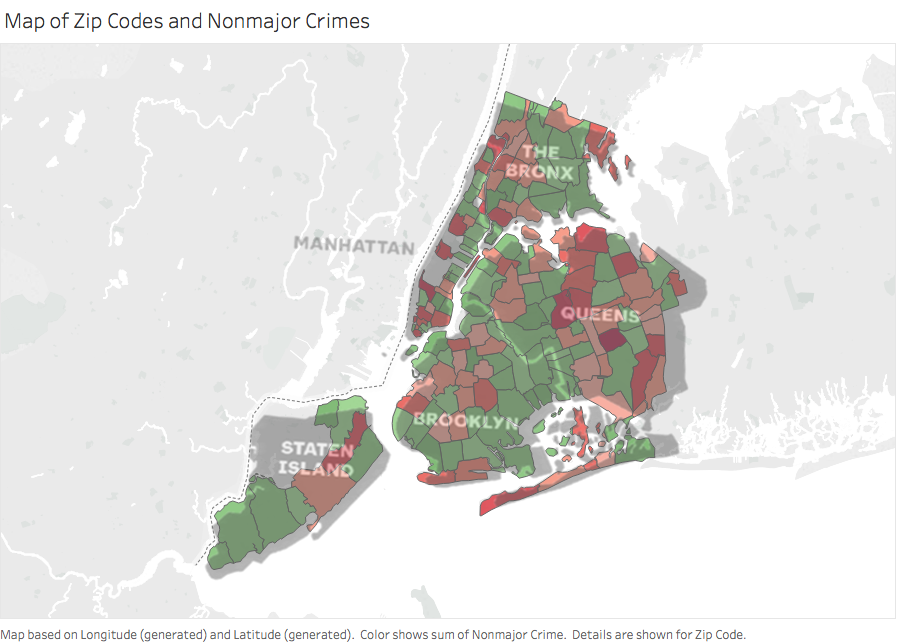 Map of Zip Codes and Nonmajor Crimes
THE
BRONX
MANHATTAN
QUEENS
BROOKLYN
STATEN
ISLAND
Map based on Longitude (generated) and Latitude (generated).  Color shows sum of Nonmajor Crime.  Details are shown for Zip Code.